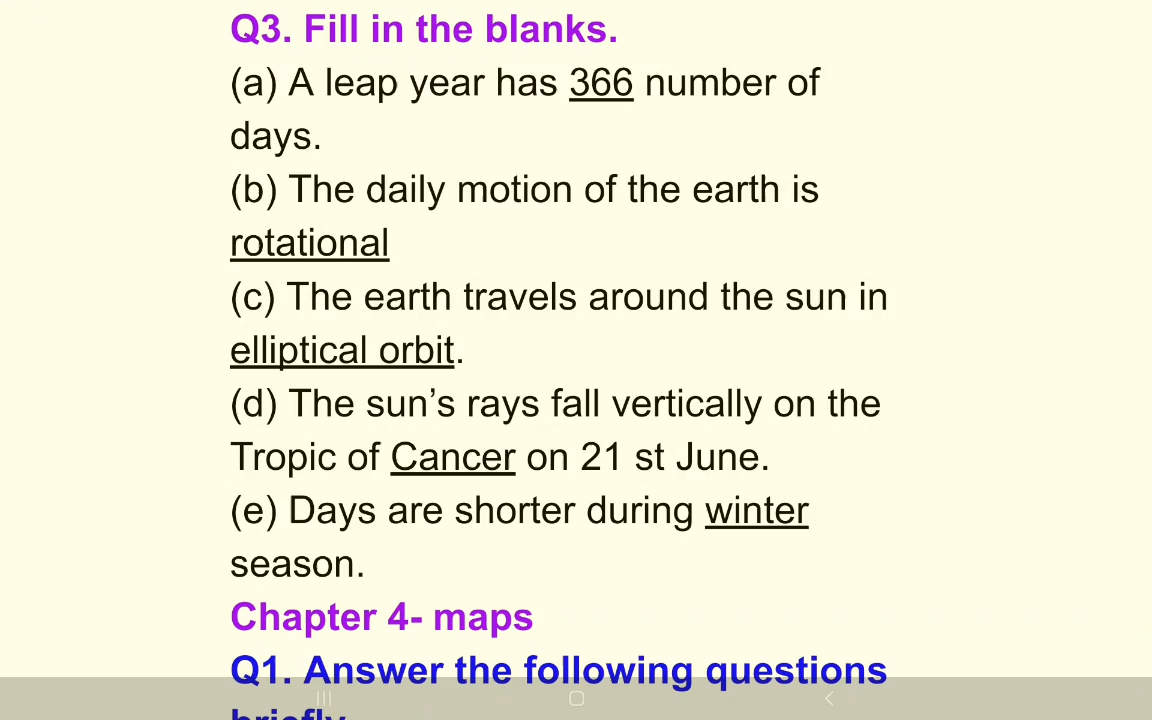 Q3. Fill in the blanks.
(a) A leap year has 366 number of
days.
(b) The daily motion of the earth is
rotational
(c) The earth travels around the sun in
elliptical orbit.
(d) The sun’s rays fall vertically on the
Tropic of Cancer on 21 st June.
(e) Days are shorter during winter
season.
Chapter 4- maps
Q1. Answer the following questions
briefly